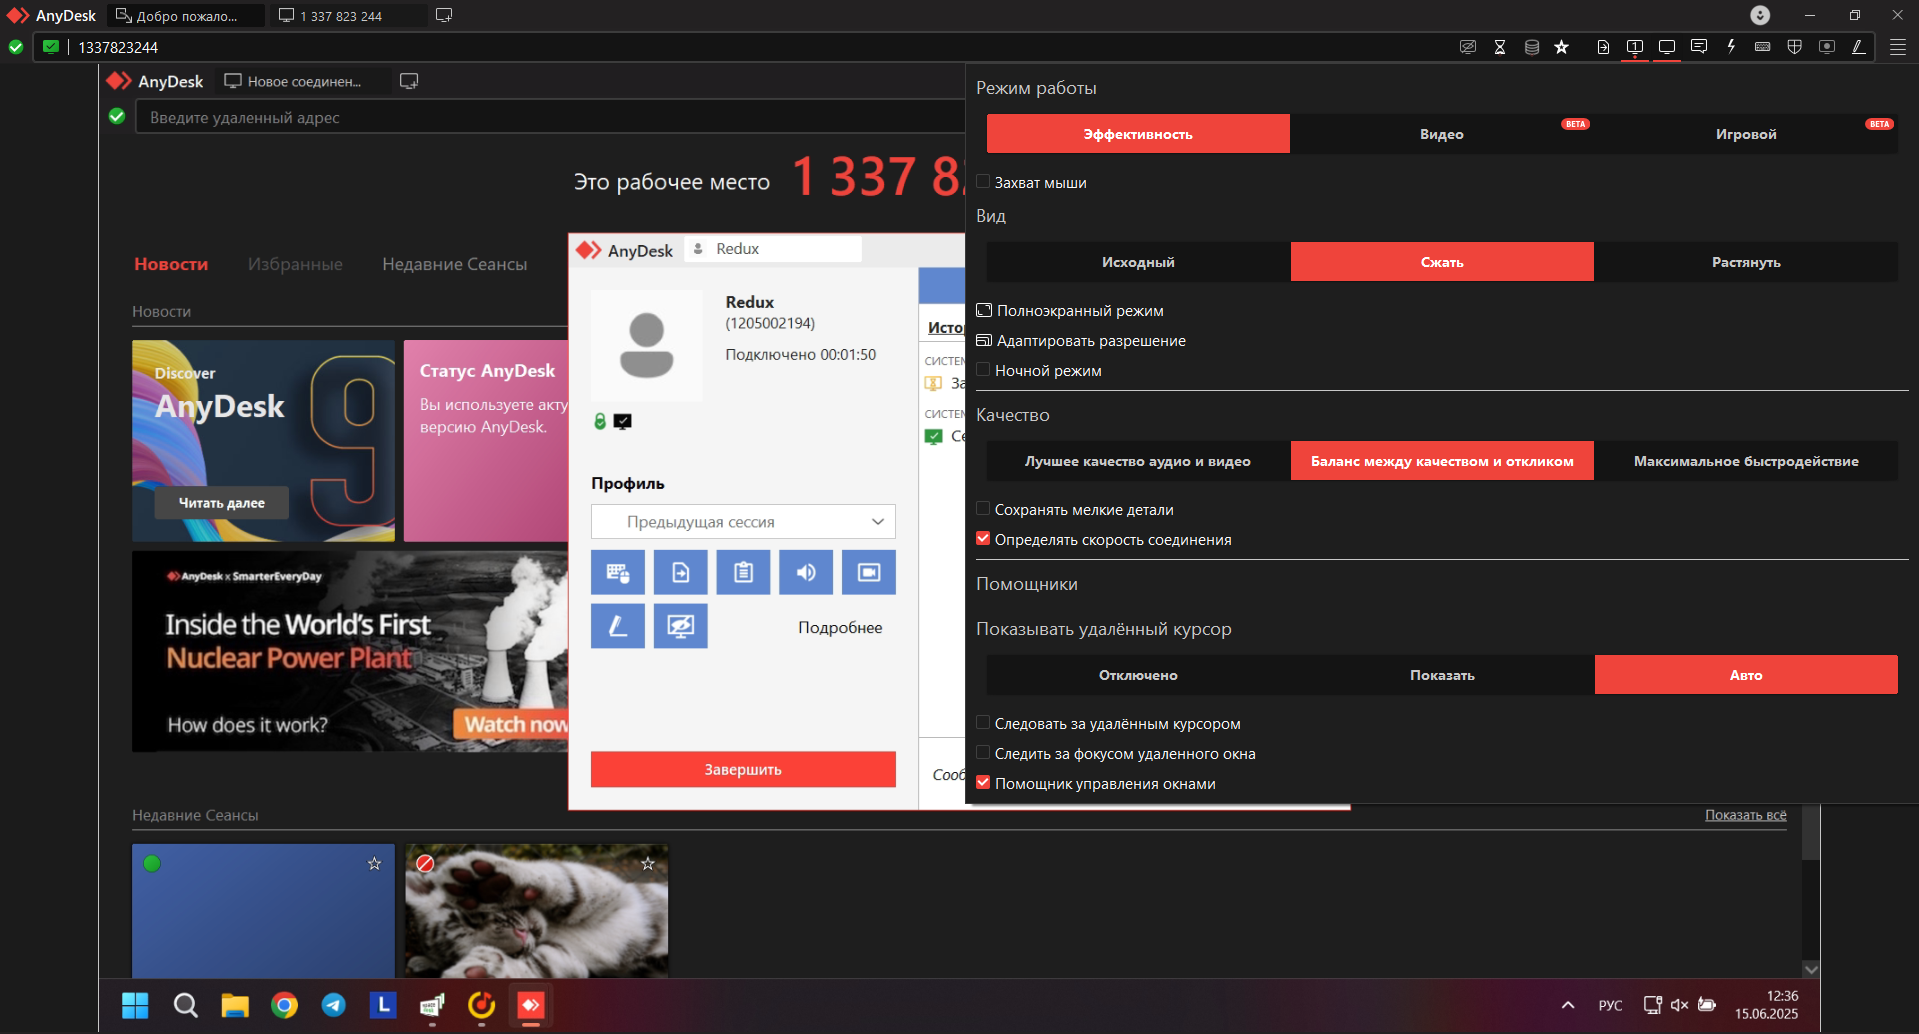 AnyDesk
Добро пожало...
1 337 823 244
1337823244
AnyDesk
Новое соединен...
Введите удаленный адрес
Это рабочее место
1 337 8
Новости
Избранные
Недавние Сеансы
Новости
Discover
AnyDesk
9
Читать далее
Статус AnyDesk
Вы используете акту
версию AnyDesk.
AnyDesk x SmarterEveryDay
Inside the World's First
Nuclear Power Plant
How does it work?
Watch now
AnyDesk
Redux
Redux
(1205002194)
Подключено 00:01:50
Профиль
Предыдущая сессия
Подробнее
Завершить
Исто
СИСТЕМ
За
СИСТЕМ
Се
Сооб
Режим работы
Эффективность
Видео
BETA
Игровой
BETA
Захват мыши
Вид
Исходный
Сжать
Растянуть
Полноэкранный режим
Адаптировать разрешение
Ночной режим
Качество
Лучшее качество аудио и видео
Баланс между качеством и откликом
Максимальное быстродействие
Сохранять мелкие детали
Определять скорость соединения
Помощники
Показывать удалённый курсор
Отключено
Показать
Авто
Следовать за удалённым курсором
Следить за фокусом удаленного окна
Помощник управления окнами
Недавние Сеансы
Показать всё
L
РУС
12:36
15.06.2025